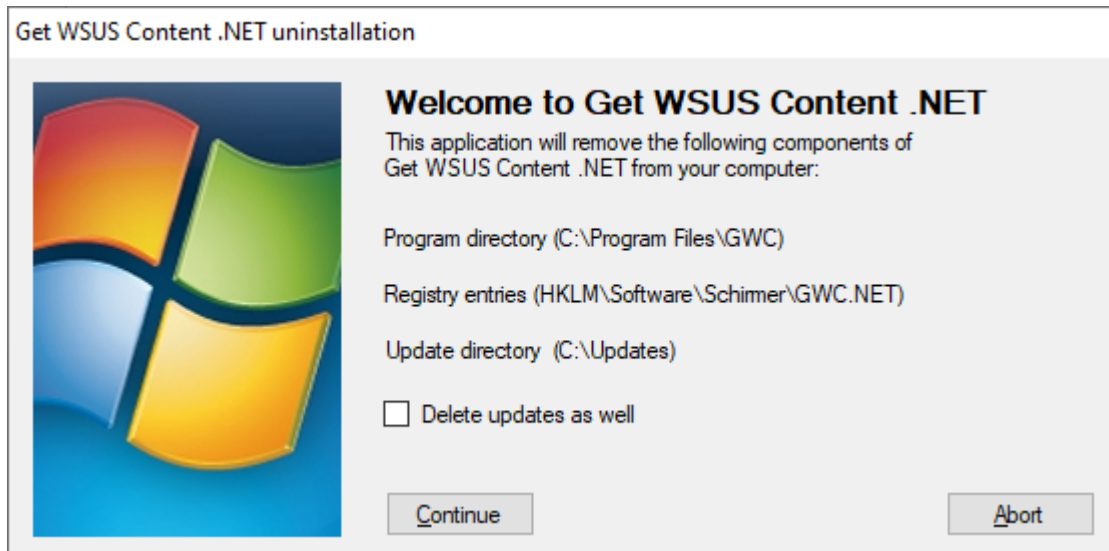 Get WSUS Content .NET uninstallation
Welcome to Get WSUS Content .NET
This application will remove the following components of
Get WSUS Content .NET from your computer:
Program directory (C:\Program Files\GWC)
Registry entries (HKLM\Software\Schirmer\GWC.NET)
Update directory  (C:\Updates)
Delete updates as well
Continue
Abort